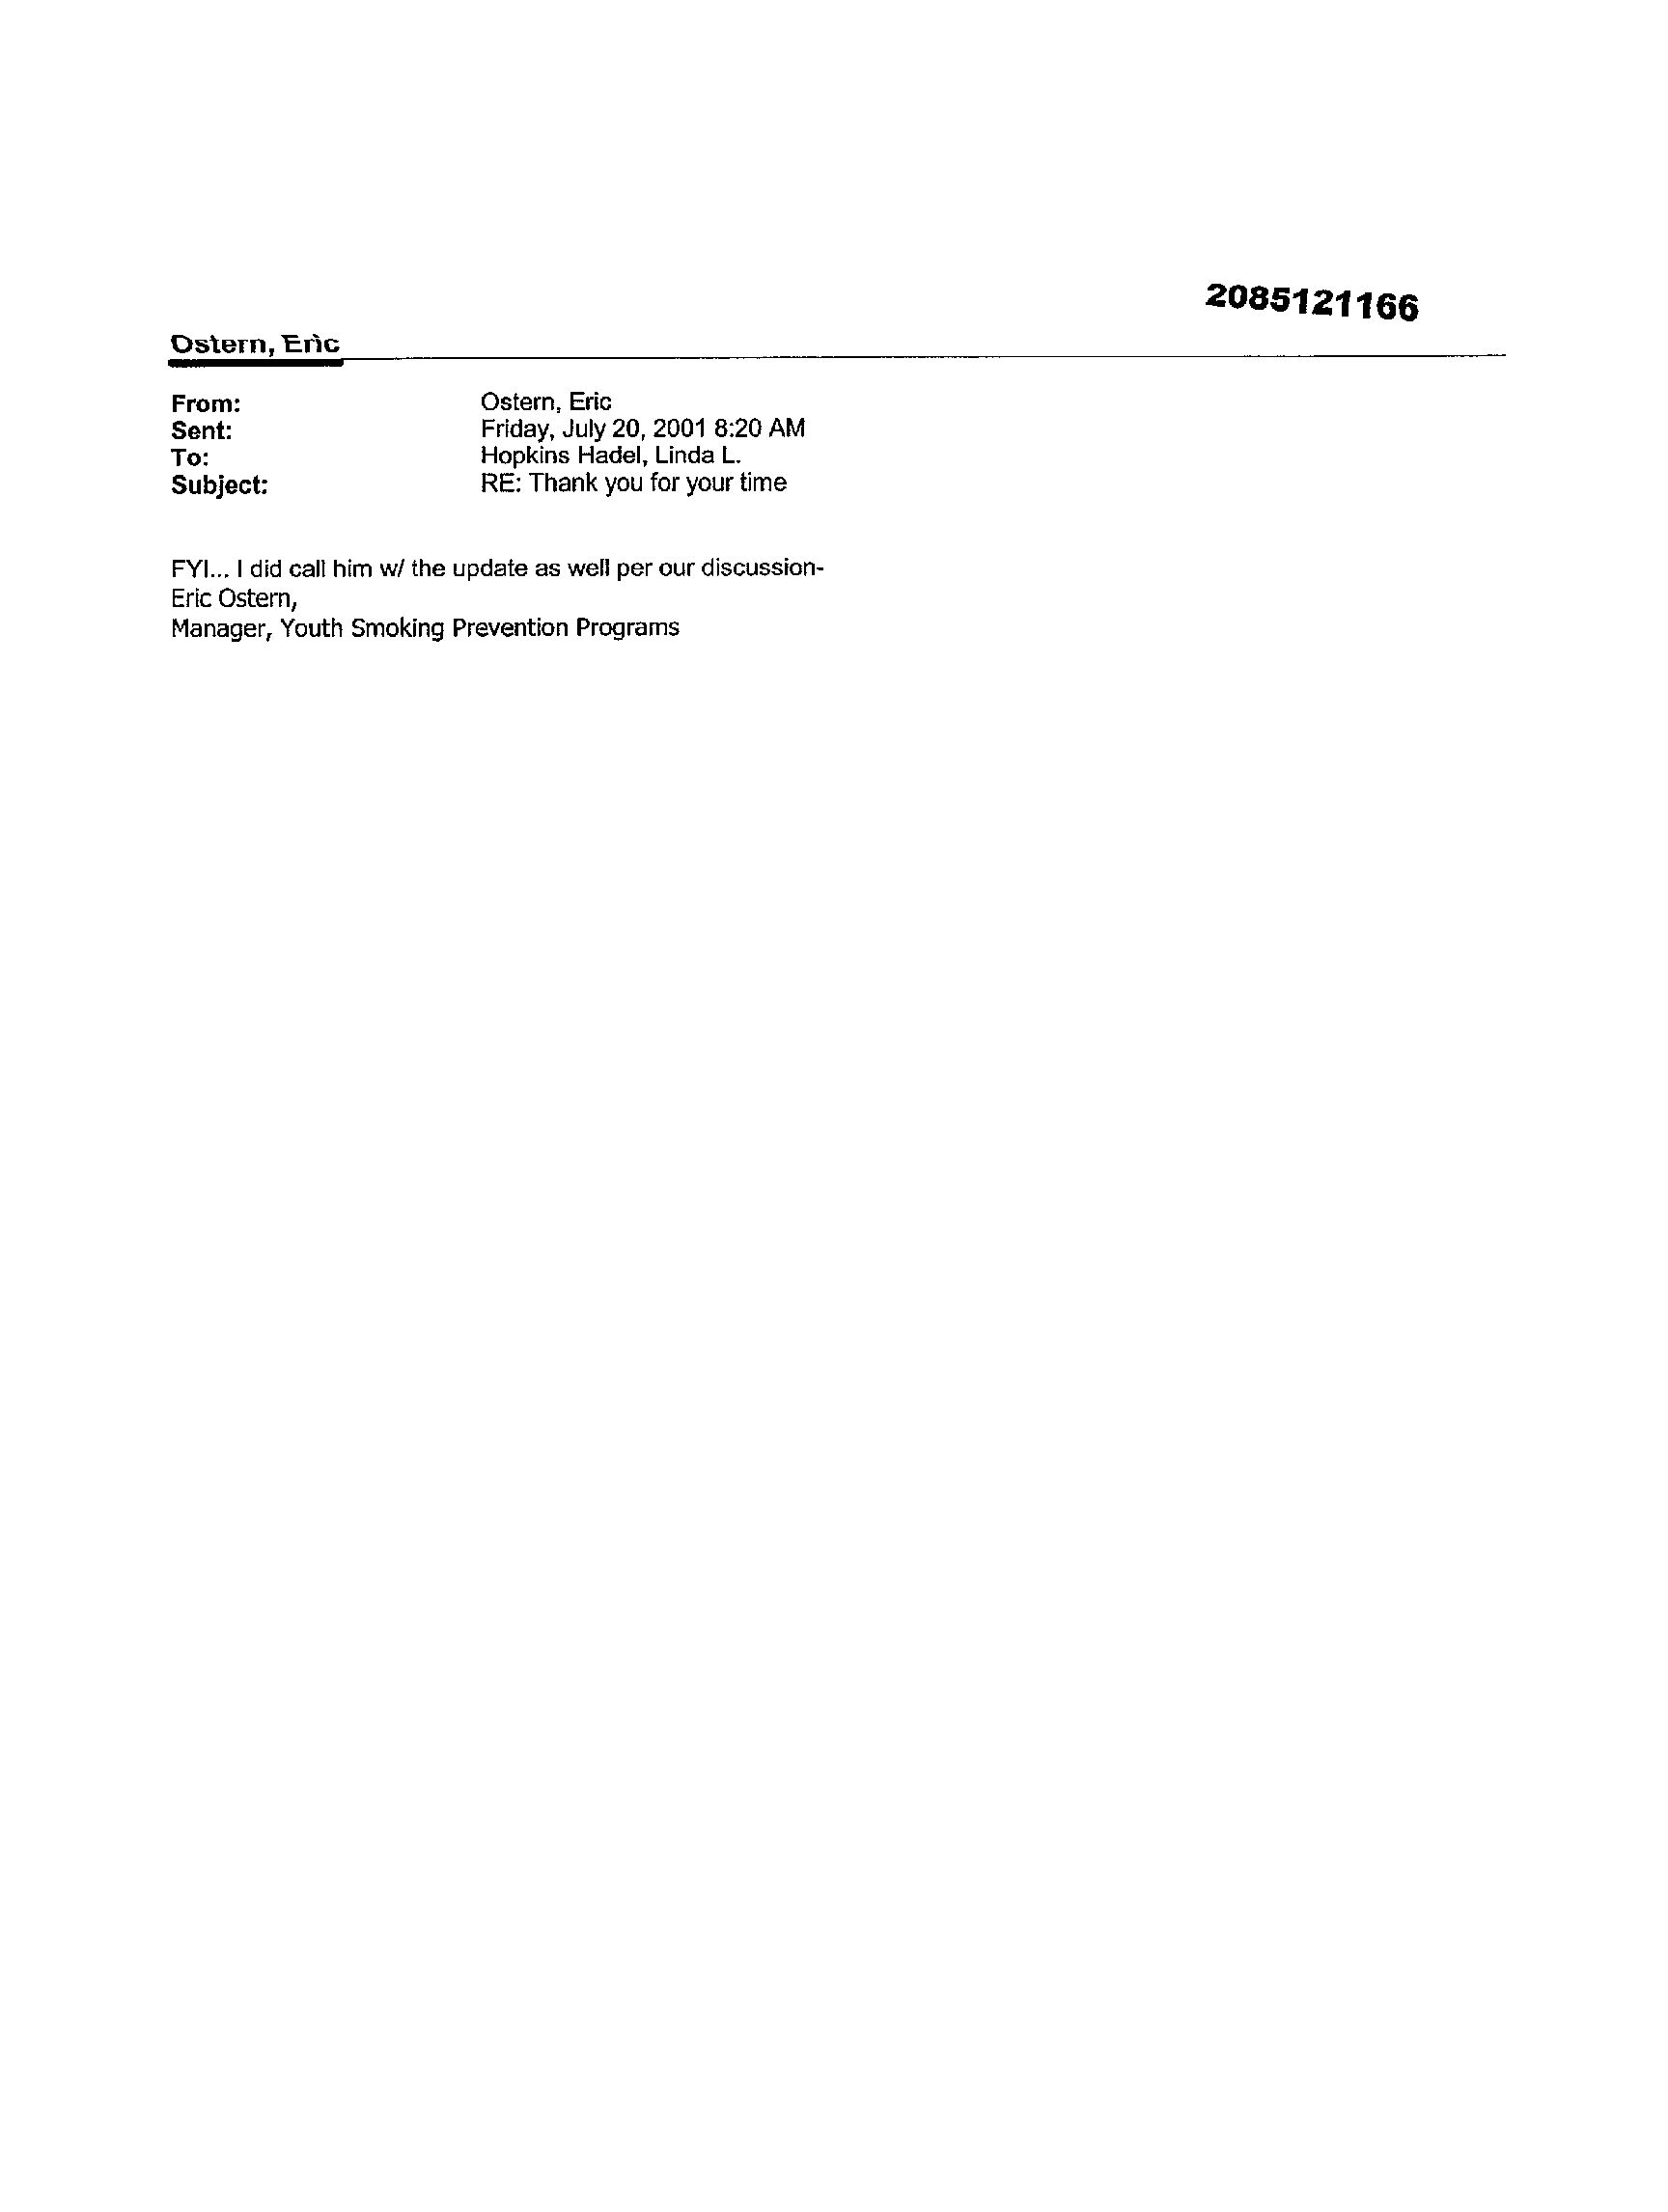 2085121166
Ostern, Eric
From: Ostern, Eric
Sent: Friday, July 20, 2001 8:20 AM
To: Hopkins Hadel, Linda L.
Subject: RE: Thank you for your time
FYI... I did call him w/ the update as well per our discussion-
Eric Ostern,
Manager, Youth Smoking Prevention Programs